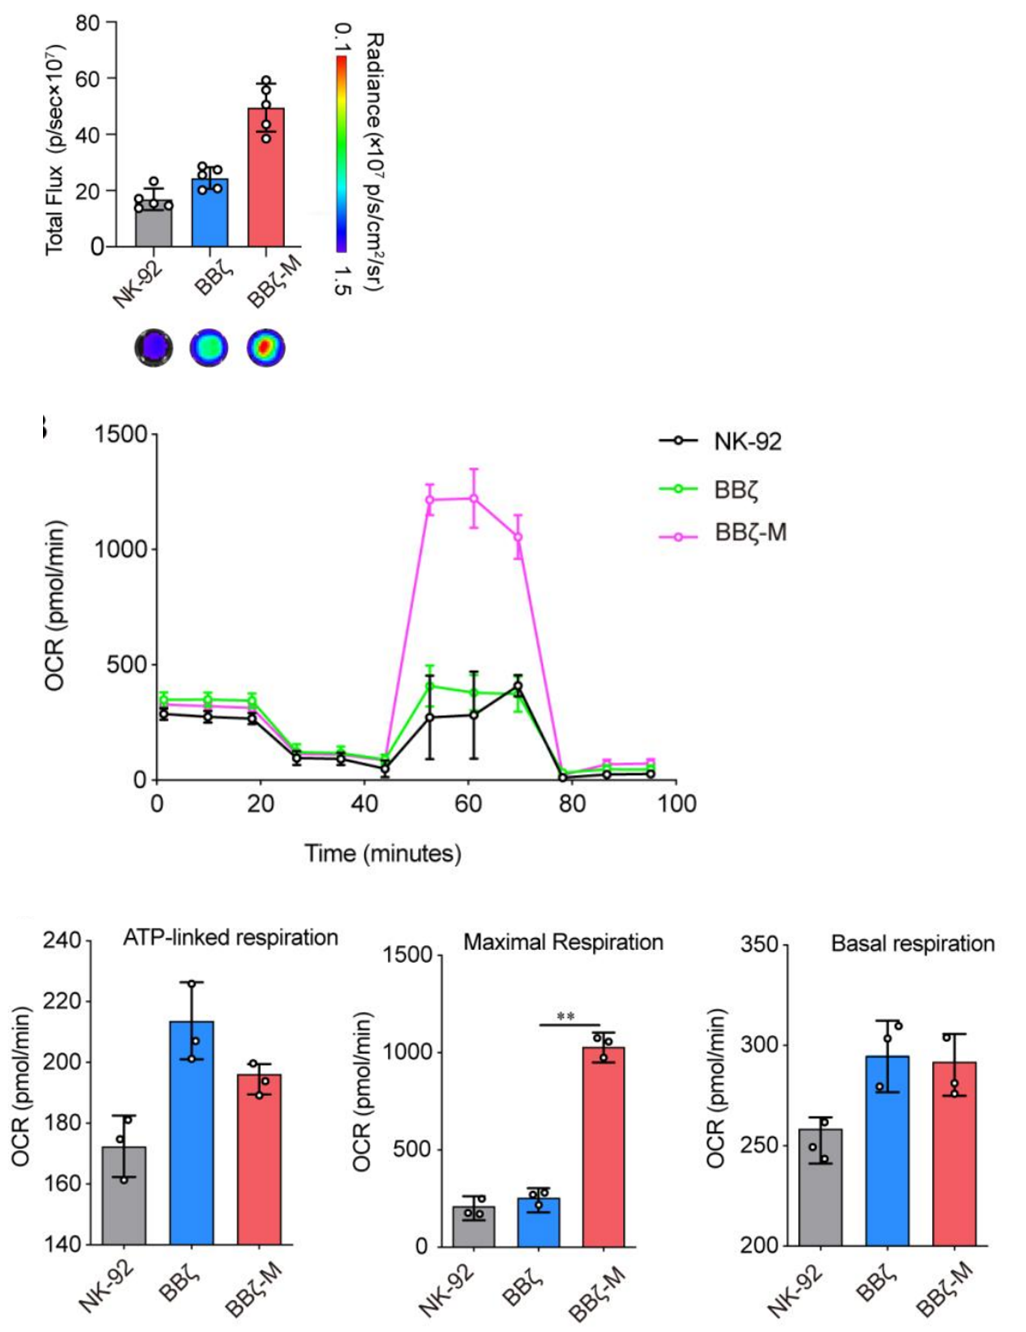 80
60
40
20
0
Total Flux (p/sec×10⁷)
NK-92
BBζ
BBζ-M
0.1
1.5
Radiance (×10⁷ p/s/cm²/sr)
1500
1000
500
0
OCR (pmol/min)
0 20 40 60 80 100
Time (minutes)
NK-92
BBζ
BBζ-M
ATP-linked respiration
240
220
200
180
160
140
OCR (pmol/min)
NK-92
BBζ
BBζ-M
Maximal Respiration
1500
1000
500
0
OCR (pmol/min)
**
NK-92
BBζ
BBζ-M
Basal respiration
350
300
250
200
OCR (pmol/min)
NK-92
BBζ
BBζ-M